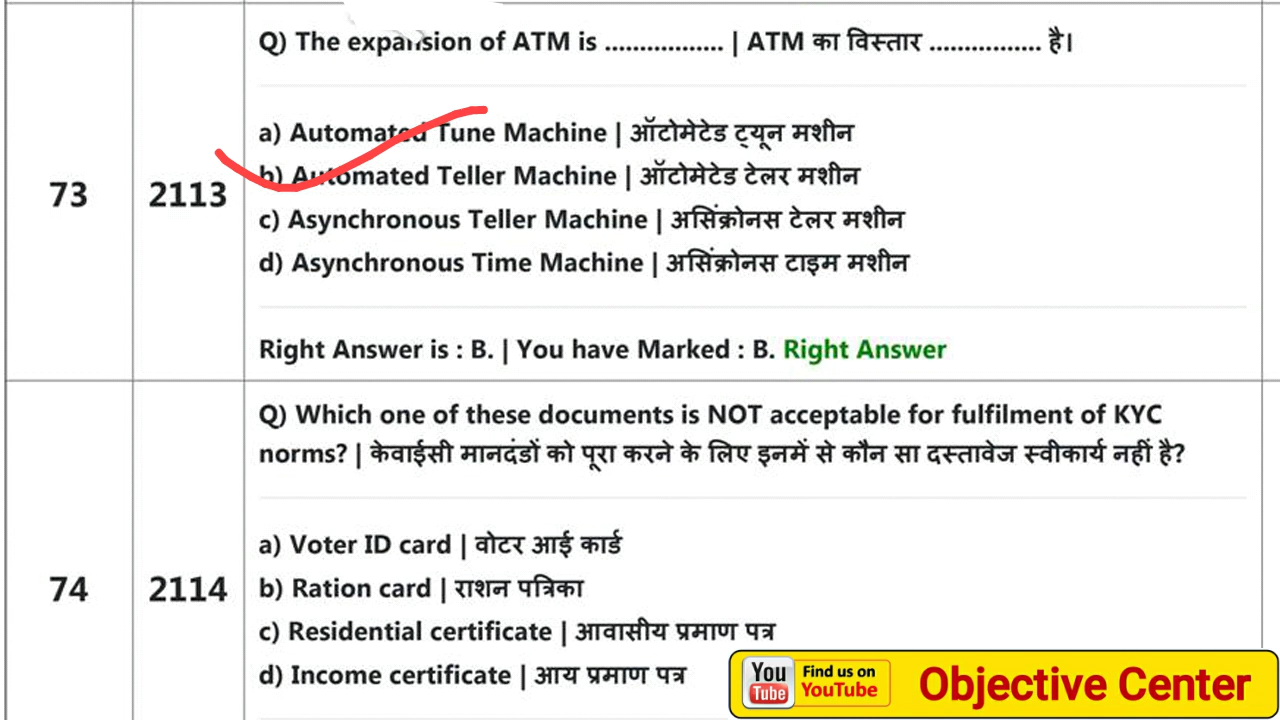 Q) The expansion of ATM is ................. | ATM का विस्तार ................ है।
a) Automated Tune Machine | ऑटोमेटेड ट्यून मशीन
b) Automated Teller Machine | ऑटोमेटेड टेलर मशीन
73 2113
c) Asynchronous Teller Machine | असिंक्रोनस टेलर मशीन
d) Asynchronous Time Machine | असिंक्रोनस टाइम मशीन
Right Answer is : B. | You have Marked : B. Right Answer
Q) Which one of these documents is NOT acceptable for fulfilment of KYC
norms? | केवाईसी मानदंडों को पूरा करने के लिए इनमें से कौन सा दस्तावेज स्वीकार्य नहीं है?
a) Voter ID card | वोटर आई कार्ड
74 2114
b) Ration card | राशन पत्रिका
c) Residential certificate | आवासीय प्रमाण पत्र
d) Income certificate | आय प्रमाण पत्र
You Tube
Find us on
YouTube
Objective Center